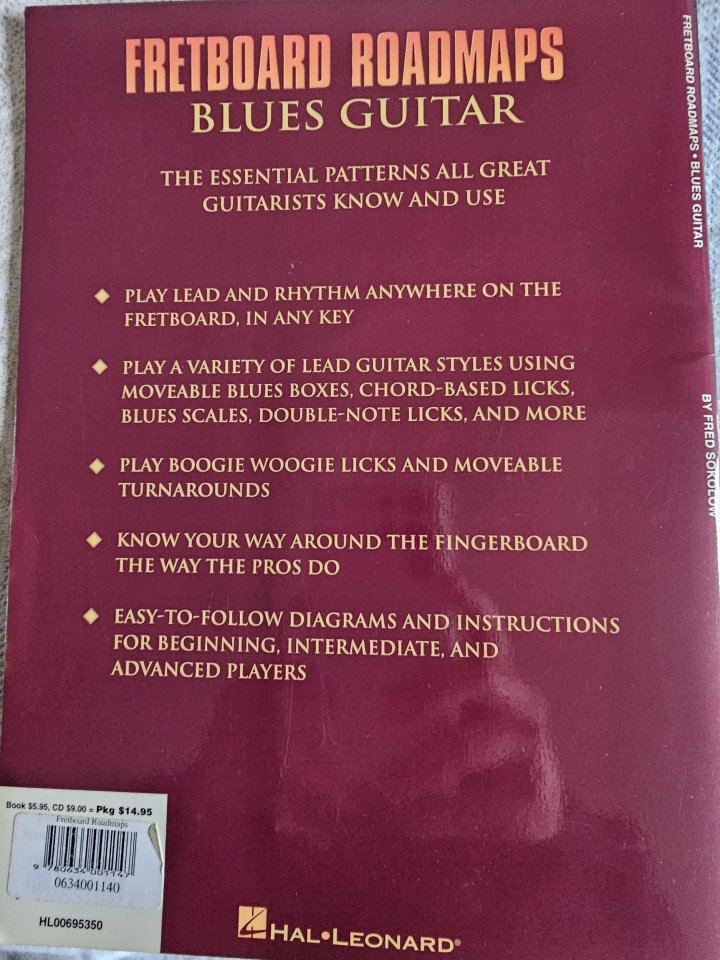 FRETBOARD ROADMAPS
BLUES GUITAR
THE ESSENTIAL PATTERNS ALL GREAT
GUITARISTS KNOW AND USE
PLAY LEAD AND RHYTHM ANYWHERE ON THE
FRETBOARD, IN ANY KEY
PLAY A VARIETY OF LEAD GUITAR STYLES USING
MOVEABLE BLUES BOXES, CHORD-BASED LICKS,
BLUES SCALES, DOUBLE-NOTE LICKS, AND MORE
PLAY BOOGIE WOOGIE LICKS AND MOVEABLE
TURNAROUNDS
KNOW YOUR WAY AROUND THE FINGERBOARD
THE WAY THE PROS DO
EASY-TO-FOLLOW DIAGRAMS AND INSTRUCTIONS
FOR BEGINNING, INTERMEDIATE, AND
ADVANCED PLAYERS
Book $5.95, CD $9.00 = Pkg $14.95
Fretboard Roadmaps
9 780634 001147
0634001140
HL00695350
HAL•LEONARD®
FRETBOARD ROADMAPS • BLUES GUITAR
BY FRED SOKOLOW